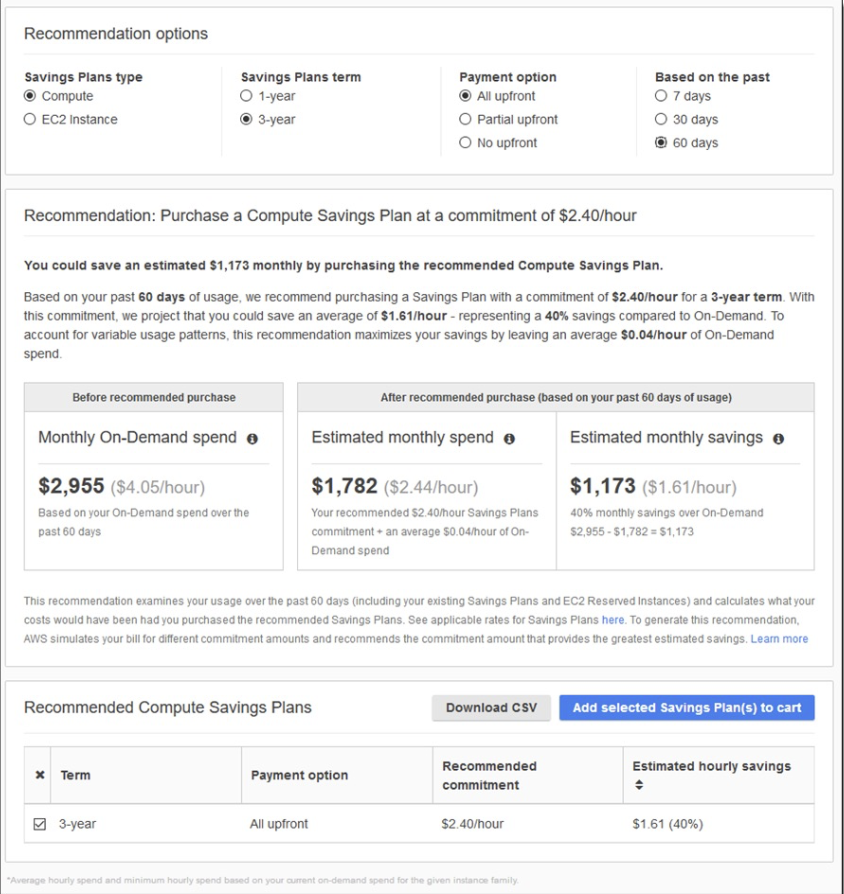 Recommendation options
Savings Plans type
Compute
EC2 Instance
Savings Plans term
1-year
3-year
Payment option
All upfront
Partial upfront
No upfront
Based on the past
7 days
30 days
60 days
Recommendation: Purchase a Compute Savings Plan at a commitment of $2.40/hour
You could save an estimated $1,173 monthly by purchasing the recommended Compute Savings Plan.
Based on your past 60 days of usage, we recommend purchasing a Savings Plan with a commitment of $2.40/hour for a 3-year term. With
this commitment, we project that you could save an average of $1.61/hour - representing a 40% savings compared to On-Demand. To
account for variable usage patterns, this recommendation maximizes your savings by leaving an average $0.04/hour of On-Demand
spend.
Before recommended purchase
Monthly On-Demand spend
$2,955 ($4.05/hour)
Based on your On-Demand spend over the
past 60 days
After recommended purchase (based on your past 60 days of usage)
Estimated monthly spend
$1,782 ($2.44/hour)
Your recommended $2.40/hour Savings Plans
commitment + an average $0.04/hour of On-
Demand spend
Estimated monthly savings
$1,173 ($1.61/hour)
40% monthly savings over On-Demand
$2,955 - $1,782 = $1,173
This recommendation examines your usage over the past 60 days (including your existing Savings Plans and EC2 Reserved Instances) and calculates what your
costs would have been had you purchased the recommended Savings Plans. See applicable rates for Savings Plans here. To generate this recommendation,
AWS simulates your bill for different commitment amounts and recommends the commitment amount that provides the greatest estimated savings. Learn more
Recommended Compute Savings Plans
Download CSV
Add selected Savings Plan(s) to cart
Term
Payment option
Recommended
commitment
Estimated hourly savings
3-year
All upfront
$2.40/hour
$1.61 (40%)
*Average hourly spend and minimum hourly spend based on your current on-demand spend for the given instance family.